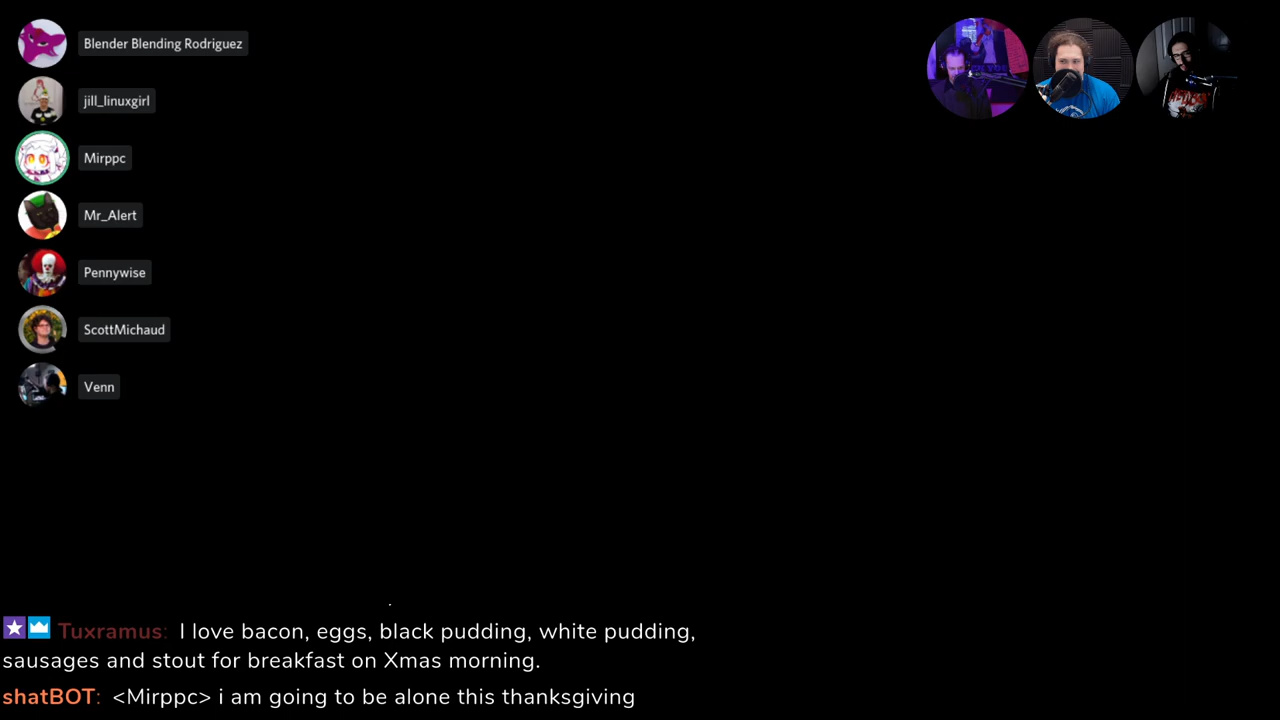 Blender Blending Rodriguez
jill_linuxgirl
Mirppc
Mr_Alert
Pennywise
ScottMichaud
Venn
Tuxramus: I love bacon, eggs, black pudding, white pudding,
sausages and stout for breakfast on Xmas morning.
shatBOT: <Mirppc> i am going to be alone this thanksgiving